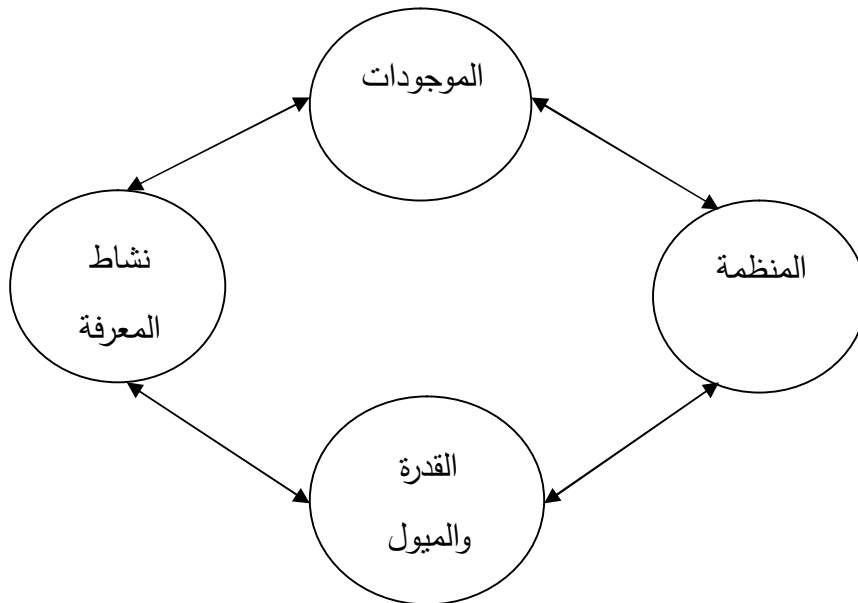 الموجودات
المنظمة
نشاط
المعرفة
القدرة
والميول